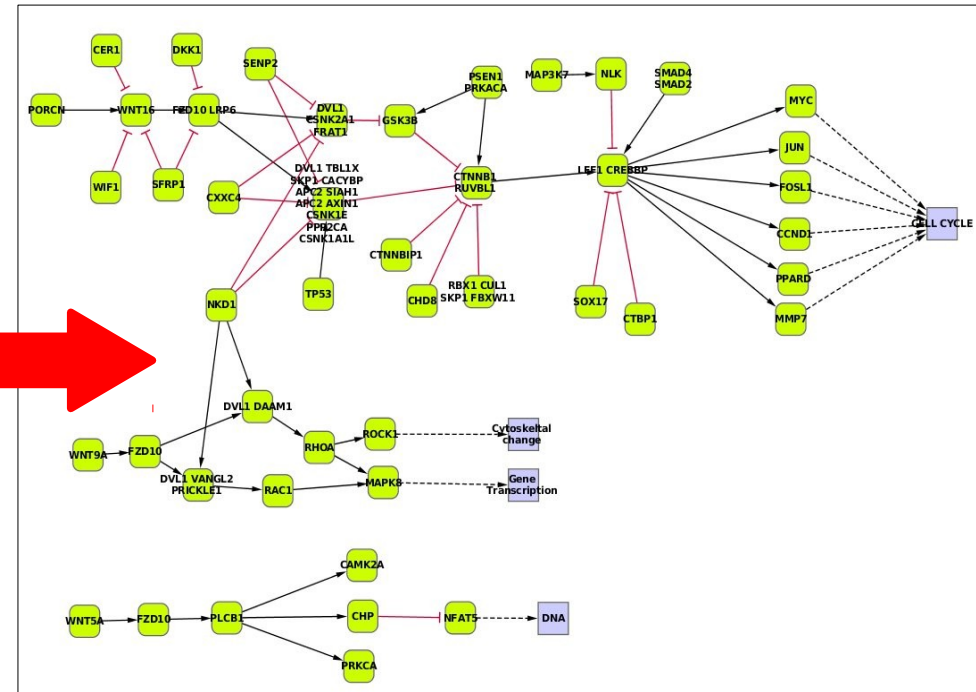 CER1
DKK1
SENP2
PSEN1
PRKACA
MAP3K7
NLK
SMAD4
SMAD2
MYC
PORCN
WNT16
FZD10 LRP6
DVL1
CSNK2A1
FRAT1
GSK3B
JUN
WIF1
SFRP1
CXXC4
DVL1 TBL1X
SKP1 CACYBP
APC2 SIAH1
APC2 AXIN1
CSNK1E
PPP2CA
CSNK1A1L
CTNNB1
RUVBL1
LEF1 CREBBP
FOSL1
CCND1
CELL CYCLE
CTNNBIP1
NKD1
TP53
CHD8
RBX1 CUL1
SKP1 FBXW11
SOX17
CTBP1
PPARD
MMP7
DVL1 DAAM1
WNT9A
FZD10
RHOA
ROCK1
Cytoskeltal
change
DVL1 VANGL2
PRICKLE1
RAC1
MAPK8
Gene
Transcription
CAMK2A
WNT5A
FZD10
PLCB1
CHP
NFAT5
DNA
PRKCA